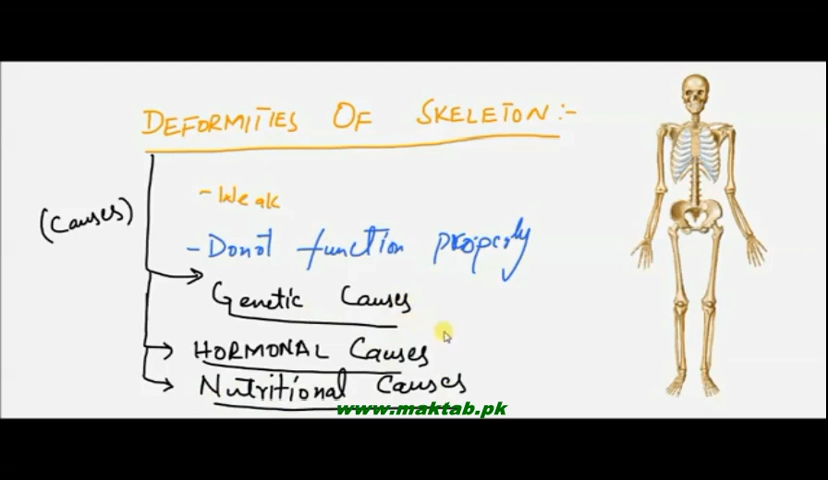 DEFORMITIES OF SKELETON:-
- Weak
(Causes)
- Donot function properly
Genetic Causes
HORMONAL Causes
Nutritional Causes
www.maktab.pk